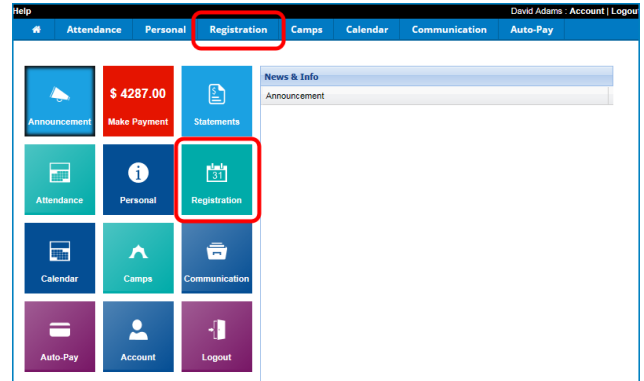 Help David Adams : Account | Logout
Attendance Personal Registration Camps Calendar Communication Auto-Pay
News & Info
Announcement
$ 4287.00
Announcement Make Payment Statements
31
Attendance Personal Registration
Calendar Camps Communication
Auto-Pay Account Logout